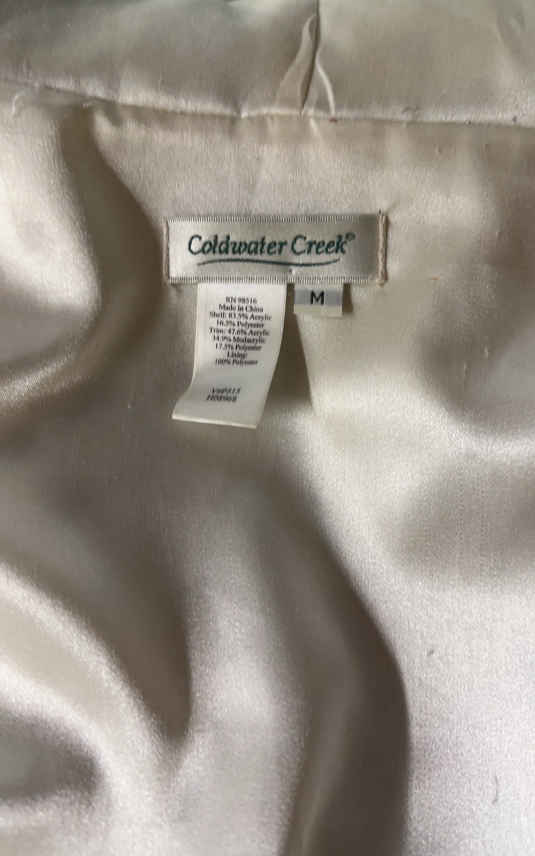 Coldwater Creek®
M
RN 98516
Made in China
Shell: 83.5% Acrylic
16.5% Polyester
Trim: 47.6% Acrylic
34.9% Modacrylic
17.5% Polyester
Lining:
100% Polyester